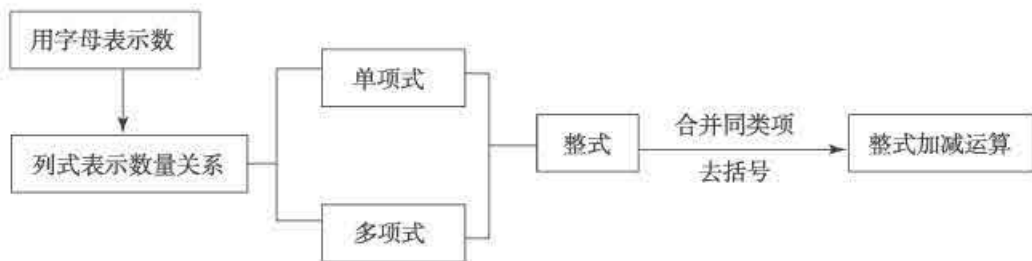 用字母表示数
列式表示数量关系
单项式
多项式
整式
合并同类项
去括号
整式加减运算